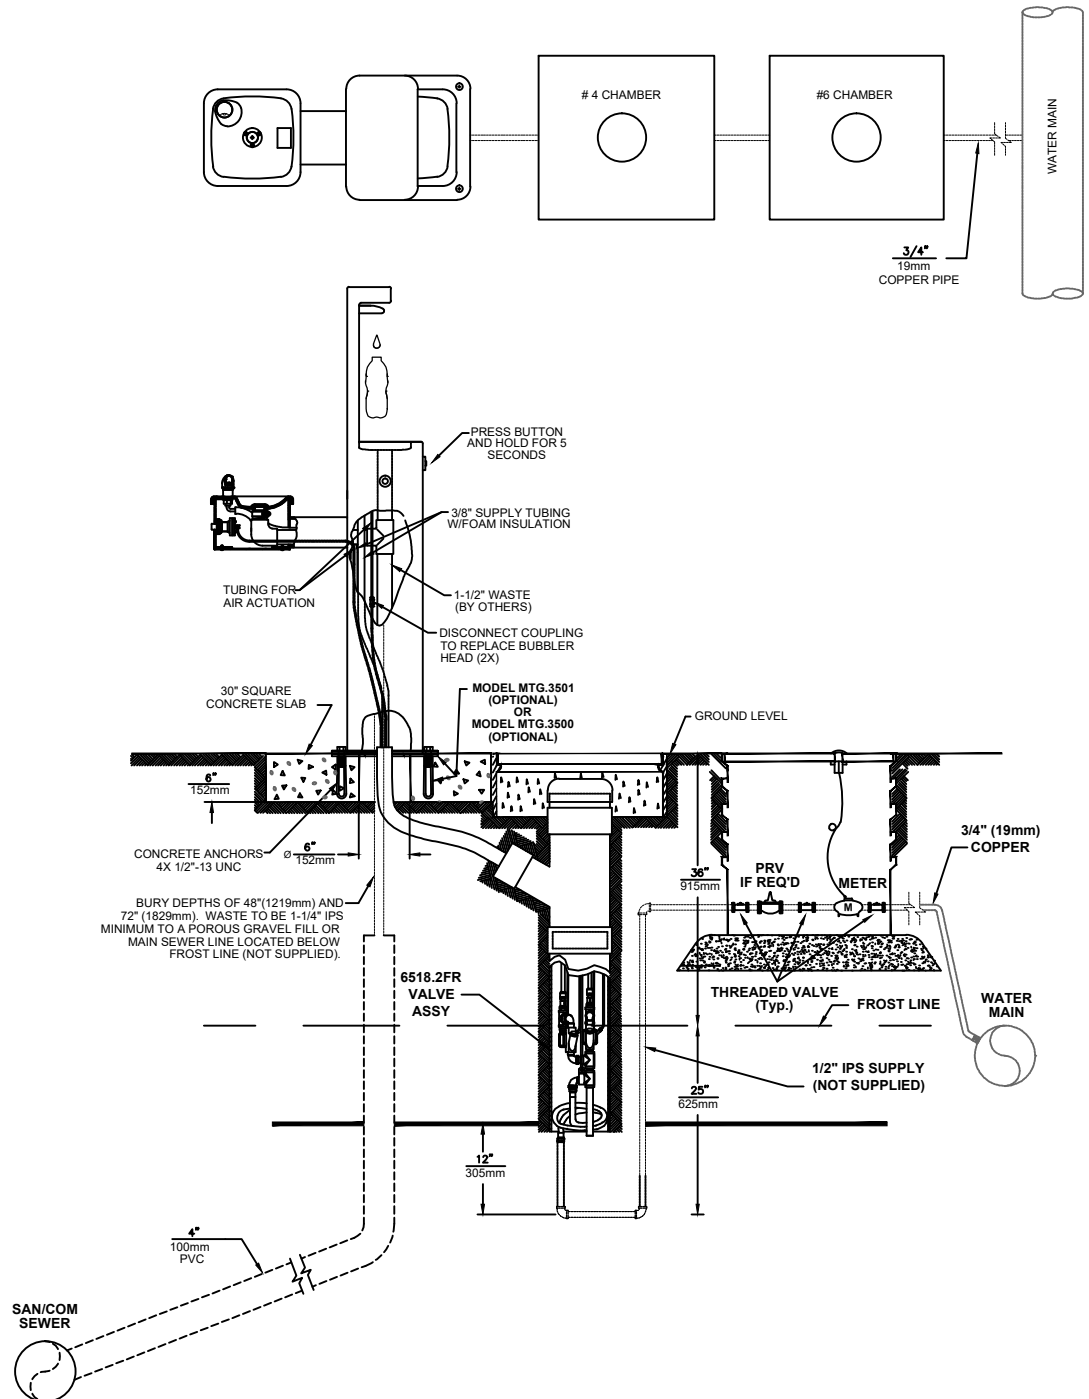 # 4 CHAMBER
#6 CHAMBER
WATER MAIN
3/4"
19mm
COPPER PIPE
PRESS BUTTON
AND HOLD FOR 5
SECONDS
3/8" SUPPLY TUBING
W/FOAM INSULATION
TUBING FOR
AIR ACTUATION
1-1/2" WASTE
(BY OTHERS)
DISCONNECT COUPLING
TO REPLACE BUBBLER
HEAD (2X)
30" SQUARE
CONCRETE SLAB
MODEL MTG.3501
(OPTIONAL)
OR
MODEL MTG.3500
(OPTIONAL)
GROUND LEVEL
6"
152mm
CONCRETE ANCHORS
4X 1/2"-13 UNC
Ø 6"
152mm
3/4" (19mm)
COPPER
36"
915mm
PRV
IF REQ'D
METER
M
BURY DEPTHS OF 48"(1219mm) AND
72" (1829mm). WASTE TO BE 1-1/4" IPS
MINIMUM TO A POROUS GRAVEL FILL OR
MAIN SEWER LINE LOCATED BELOW
FROST LINE (NOT SUPPLIED).
6518.2FR
VALVE
ASSY
THREADED VALVE
(Typ.)
FROST LINE
WATER
MAIN
1/2" IPS SUPPLY
(NOT SUPPLIED)
25"
625mm
12"
305mm
4"
100mm
PVC
SAN/COM
SEWER